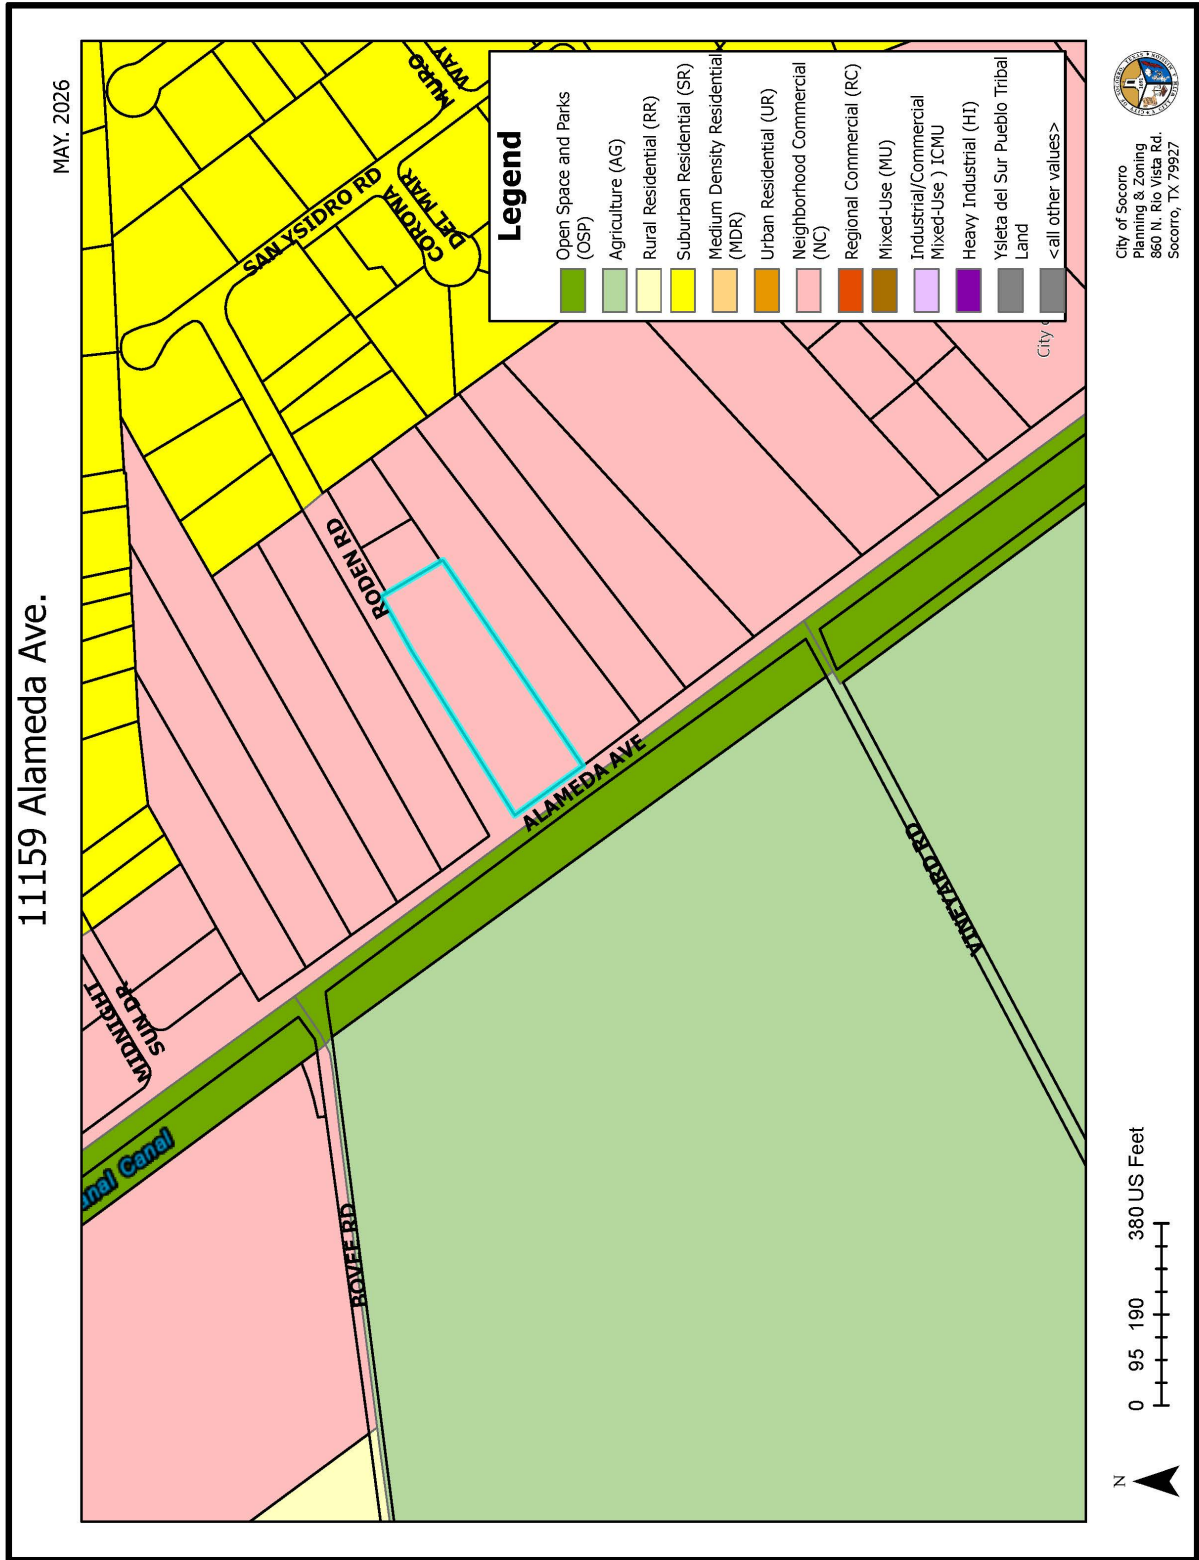 11159 Alameda Ave.
MAY. 2026
MIDNIGHT
SUN DR
SAN YSIDRO RD
MURO
WAY
CORONA
DEL MAR
RODEN RD
ALAMEDA AVE
Canal
BOVEE RD
VINEYARD RD
City
Legend
Open Space and Parks
(OSP)
Agriculture (AG)
Rural Residential (RR)
Suburban Residential (SR)
Medium Density Residential
(MDR)
Urban Residential (UR)
Neighborhood Commercial
(NC)
Regional Commercial (RC)
Mixed-Use (MU)
Industrial/Commercial
Mixed-Use ) ICMU
Heavy Industrial (HI)
Ysleta del Sur Pueblo Tribal
Land
<all other values>
N
0 95 190 380 US Feet
City of Socorro
Planning & Zoning
860 N. Rio Vista Rd.
Socorro, TX 79927